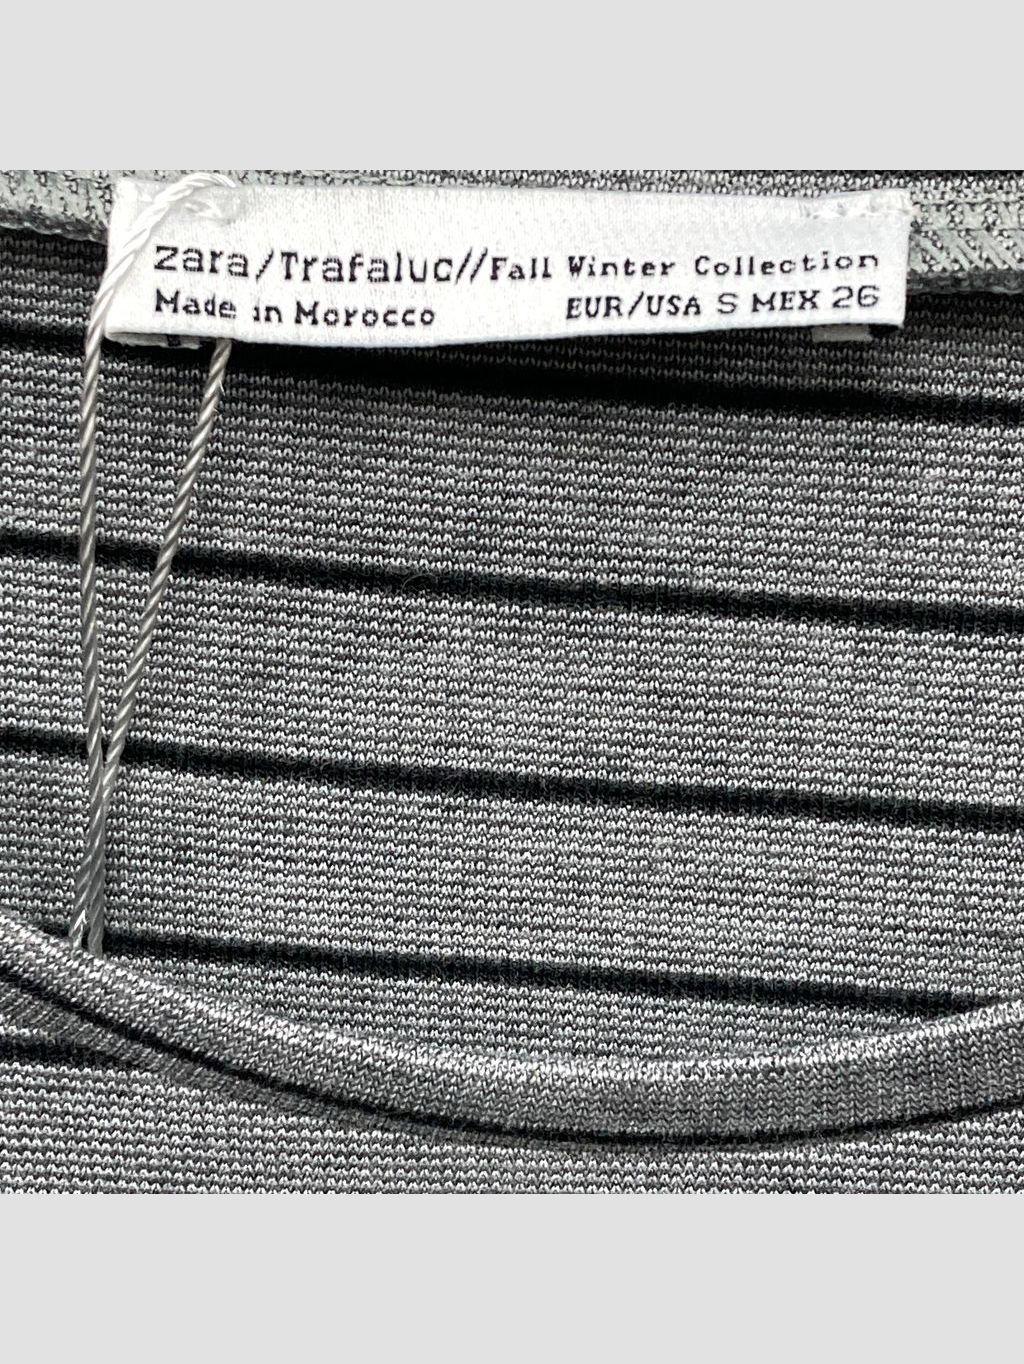 zara/Trafaluc//Fall Winter Collection
Made in Morocco EUR/USA S MEX 26